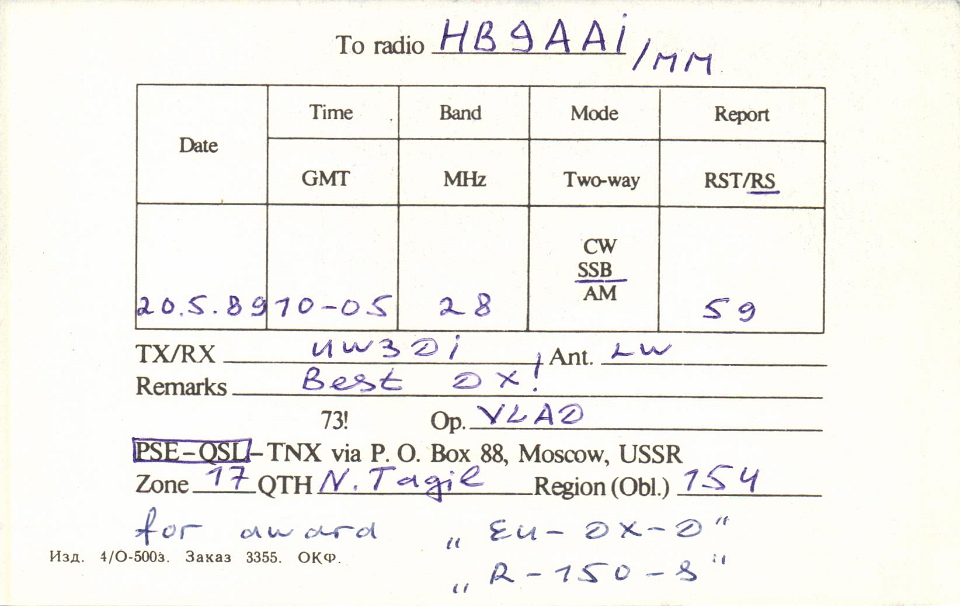 To radio HB9AAi/MM
Time Band Mode Report
Date
GMT MHz Two-way RST/RS
CW
SSB
AM
20.5.89 10-05 28 59
TX/RX UW3Di Ant. LW
Remarks Best DX!
73! Op. VLAD
PSE-QSL-TNX via P. O. Box 88, Moscow, USSR
Zone 17 QTH N. Tagil Region (Obl.) 154
for award „EU-DX-D"
Изд. 4/О-500з. Заказ 3355. ОКФ.
„R-150-S"